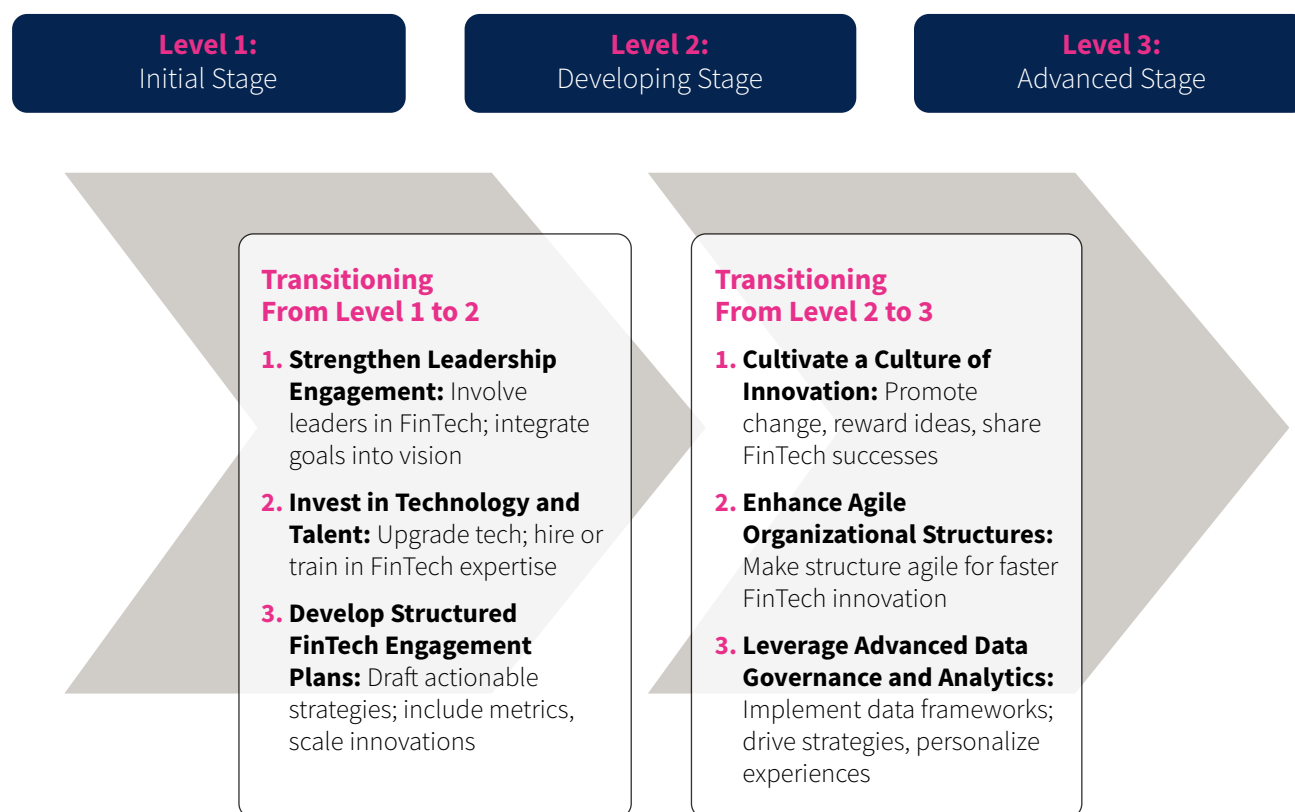 Level 1:
Initial Stage
Level 2:
Developing Stage
Level 3:
Advanced Stage
Transitioning
From Level 1 to 2
1. Strengthen Leadership
Engagement: Involve
leaders in FinTech; integrate
goals into vision
2. Invest in Technology and
Talent: Upgrade tech; hire or
train in FinTech expertise
3. Develop Structured
FinTech Engagement
Plans: Draft actionable
strategies; include metrics,
scale innovations
Transitioning
From Level 2 to 3
1. Cultivate a Culture of
Innovation: Promote
change, reward ideas, share
FinTech successes
2. Enhance Agile
Organizational Structures:
Make structure agile for faster
FinTech innovation
3. Leverage Advanced Data
Governance and Analytics:
Implement data frameworks;
drive strategies, personalize
experiences